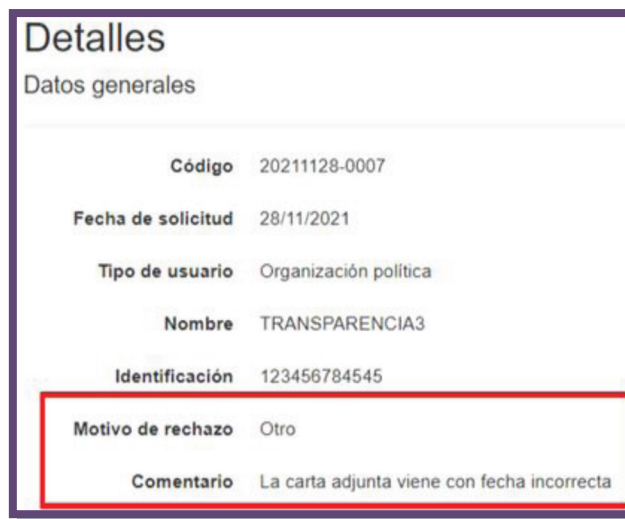 Detalles
Datos generales
Código 20211128-0007
Fecha de solicitud 28/11/2021
Tipo de usuario Organización política
Nombre TRANSPARENCIA3
Identificación 123456784545
Motivo de rechazo Otro
Comentario La carta adjunta viene con fecha incorrecta